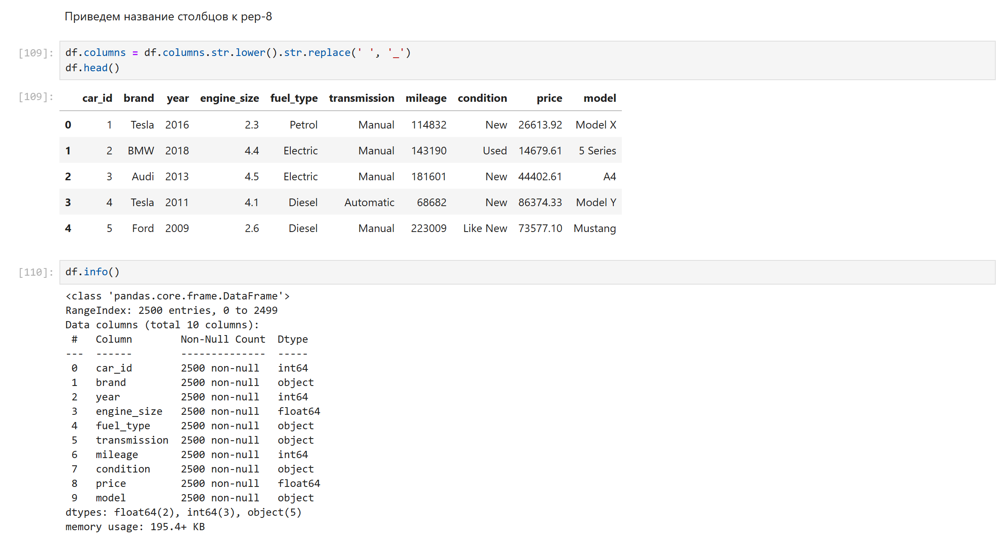 Приведем название столбцов к pep-8
[109]: df.columns = df.columns.str.lower().str.replace(' ', '_')
df.head()
[109]: car_id brand year engine_size fuel_type transmission mileage condition price model
0 1 Tesla 2016 2.3 Petrol Manual 114832 New 26613.92 Model X
1 2 BMW 2018 4.4 Electric Manual 143190 Used 14679.61 5 Series
2 3 Audi 2013 4.5 Electric Manual 181601 New 44402.61 A4
3 4 Tesla 2011 4.1 Diesel Automatic 68682 New 86374.33 Model Y
4 5 Ford 2009 2.6 Diesel Manual 223009 Like New 73577.10 Mustang
[110]: df.info()
<class 'pandas.core.frame.DataFrame'>
RangeIndex: 2500 entries, 0 to 2499
Data columns (total 10 columns):
# Column Non-Null Count Dtype
--- ------ -------------- -----
0 car_id 2500 non-null int64
1 brand 2500 non-null object
2 year 2500 non-null int64
3 engine_size 2500 non-null float64
4 fuel_type 2500 non-null object
5 transmission 2500 non-null object
6 mileage 2500 non-null int64
7 condition 2500 non-null object
8 price 2500 non-null float64
9 model 2500 non-null object
dtypes: float64(2), int64(3), object(5)
memory usage: 195.4+ KB